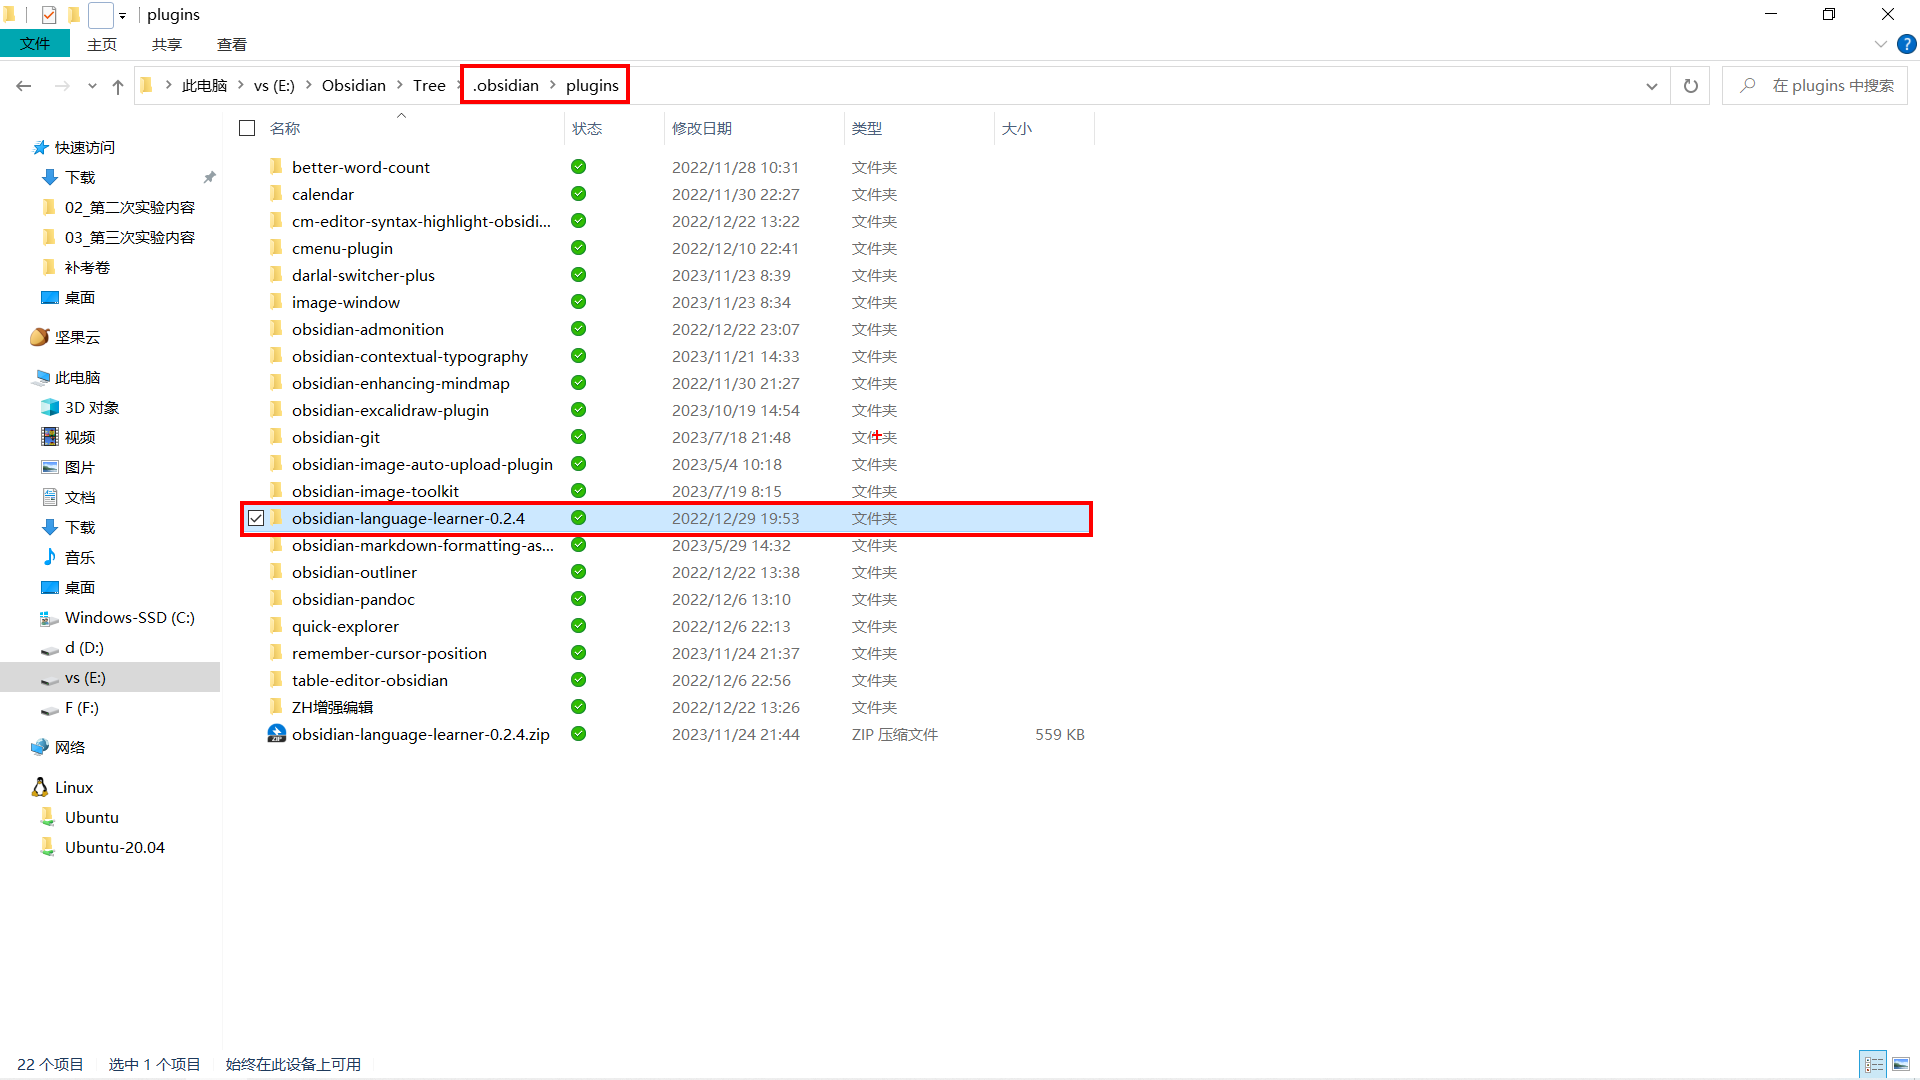 plugins
文件 主页 共享 查看
此电脑 vs (E:) Obsidian Tree .obsidian plugins 在 plugins 中搜索
名称 状态 修改日期 类型 大小
快速访问
下载
02_第二次实验内容
03_第三次实验内容
补考卷
桌面
坚果云
此电脑
3D 对象
视频
图片
文档
下载
音乐
桌面
Windows-SSD (C:)
d (D:)
vs (E:)
F (F:)
网络
Linux
Ubuntu
Ubuntu-20.04
better-word-count 2022/11/28 10:31 文件夹
calendar 2022/11/30 22:27 文件夹
cm-editor-syntax-highlight-obsidi... 2022/12/22 13:22 文件夹
cmenu-plugin 2022/12/10 22:41 文件夹
darlal-switcher-plus 2023/11/23 8:39 文件夹
image-window 2023/11/23 8:34 文件夹
obsidian-admonition 2022/12/22 23:07 文件夹
obsidian-contextual-typography 2023/11/21 14:33 文件夹
obsidian-enhancing-mindmap 2022/11/30 21:27 文件夹
obsidian-excalidraw-plugin 2023/10/19 14:54 文件夹
obsidian-git 2023/7/18 21:48 文件夹
obsidian-image-auto-upload-plugin 2023/5/4 10:18 文件夹
obsidian-image-toolkit 2023/7/19 8:15 文件夹
obsidian-language-learner-0.2.4 2022/12/29 19:53 文件夹
obsidian-markdown-formatting-as... 2023/5/29 14:32 文件夹
obsidian-outliner 2022/12/22 13:38 文件夹
obsidian-pandoc 2022/12/6 13:10 文件夹
quick-explorer 2022/12/6 22:13 文件夹
remember-cursor-position 2023/11/24 21:37 文件夹
table-editor-obsidian 2022/12/6 22:56 文件夹
ZH增强编辑 2022/12/22 13:26 文件夹
obsidian-language-learner-0.2.4.zip 2023/11/24 21:44 ZIP 压缩文件 559 KB
22 个项目 选中 1 个项目 始终在此设备上可用